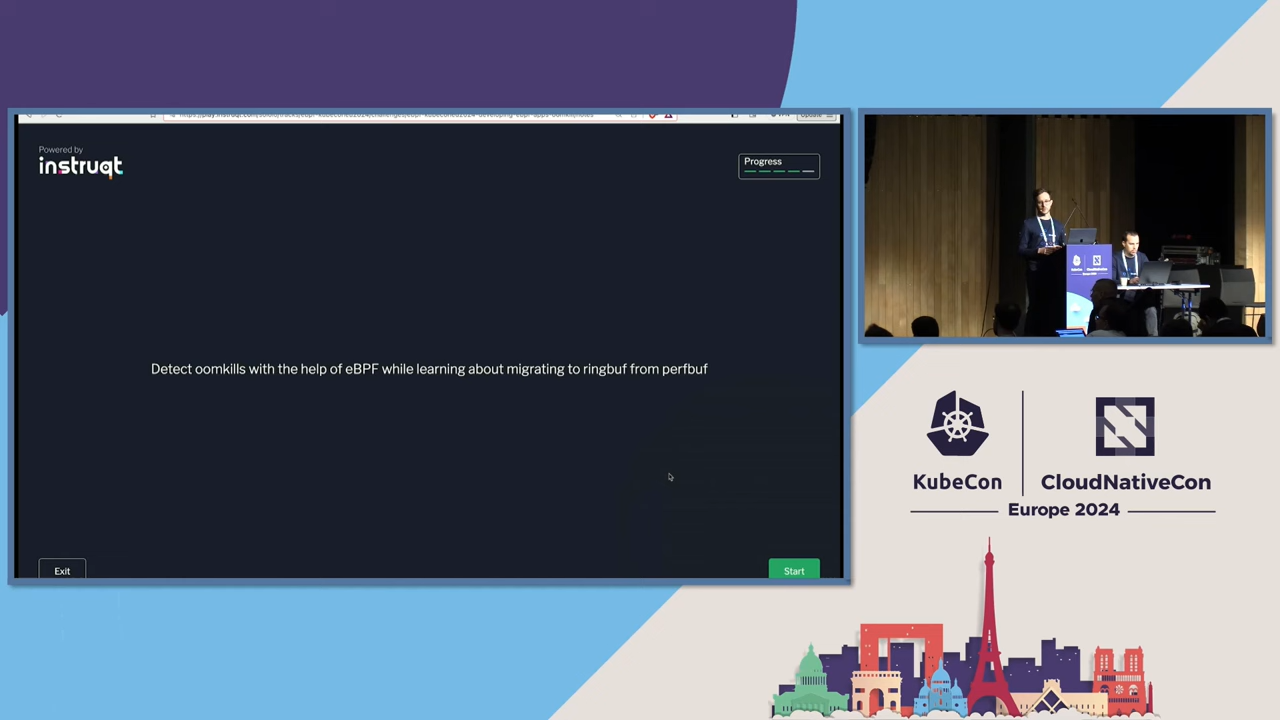 Powered by
instruqt
Progress
Detect oomkills with the help of eBPF while learning about migrating to ringbuf from perfbuf
Exit
Start
KubeCon
CloudNativeCon
Europe 2024